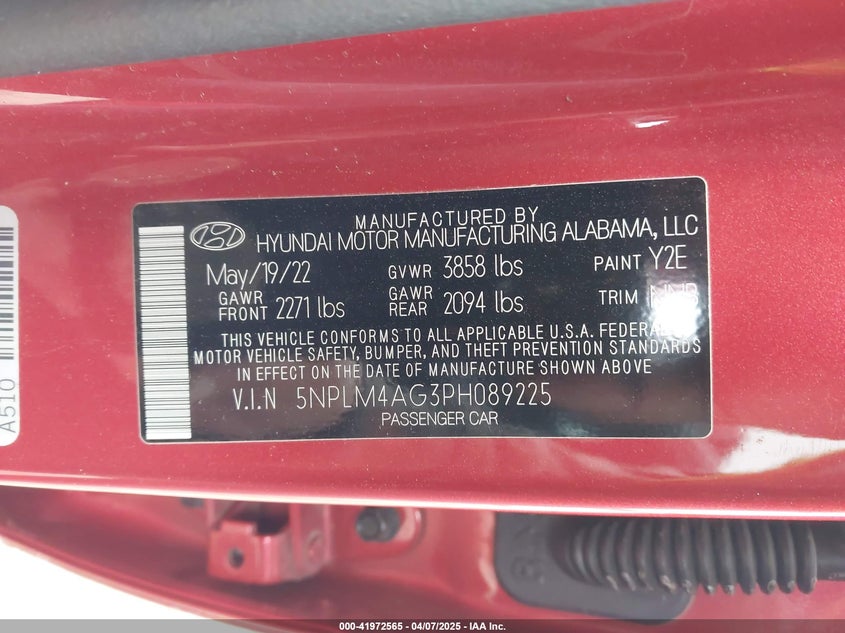 MANUFACTURED BY
HYUNDAI MOTOR MANUFACTURING ALABAMA, LLC
May/19/22 GVWR 3858 lbs PAINT Y2E
GAWR FRONT 2271 lbs GAWR REAR 2094 lbs TRIM
THIS VEHICLE CONFORMS TO ALL APPLICABLE U.S.A. FEDERAL
MOTOR VEHICLE SAFETY, BUMPER, AND THEFT PREVENTION STANDARDS
IN EFFECT ON THE DATE OF MANUFACTURE SHOWN ABOVE
V.I.N 5NPLM4AG3PH089225
PASSENGER CAR
A510
000-41972565 - 04/07/2025 - IAA Inc.